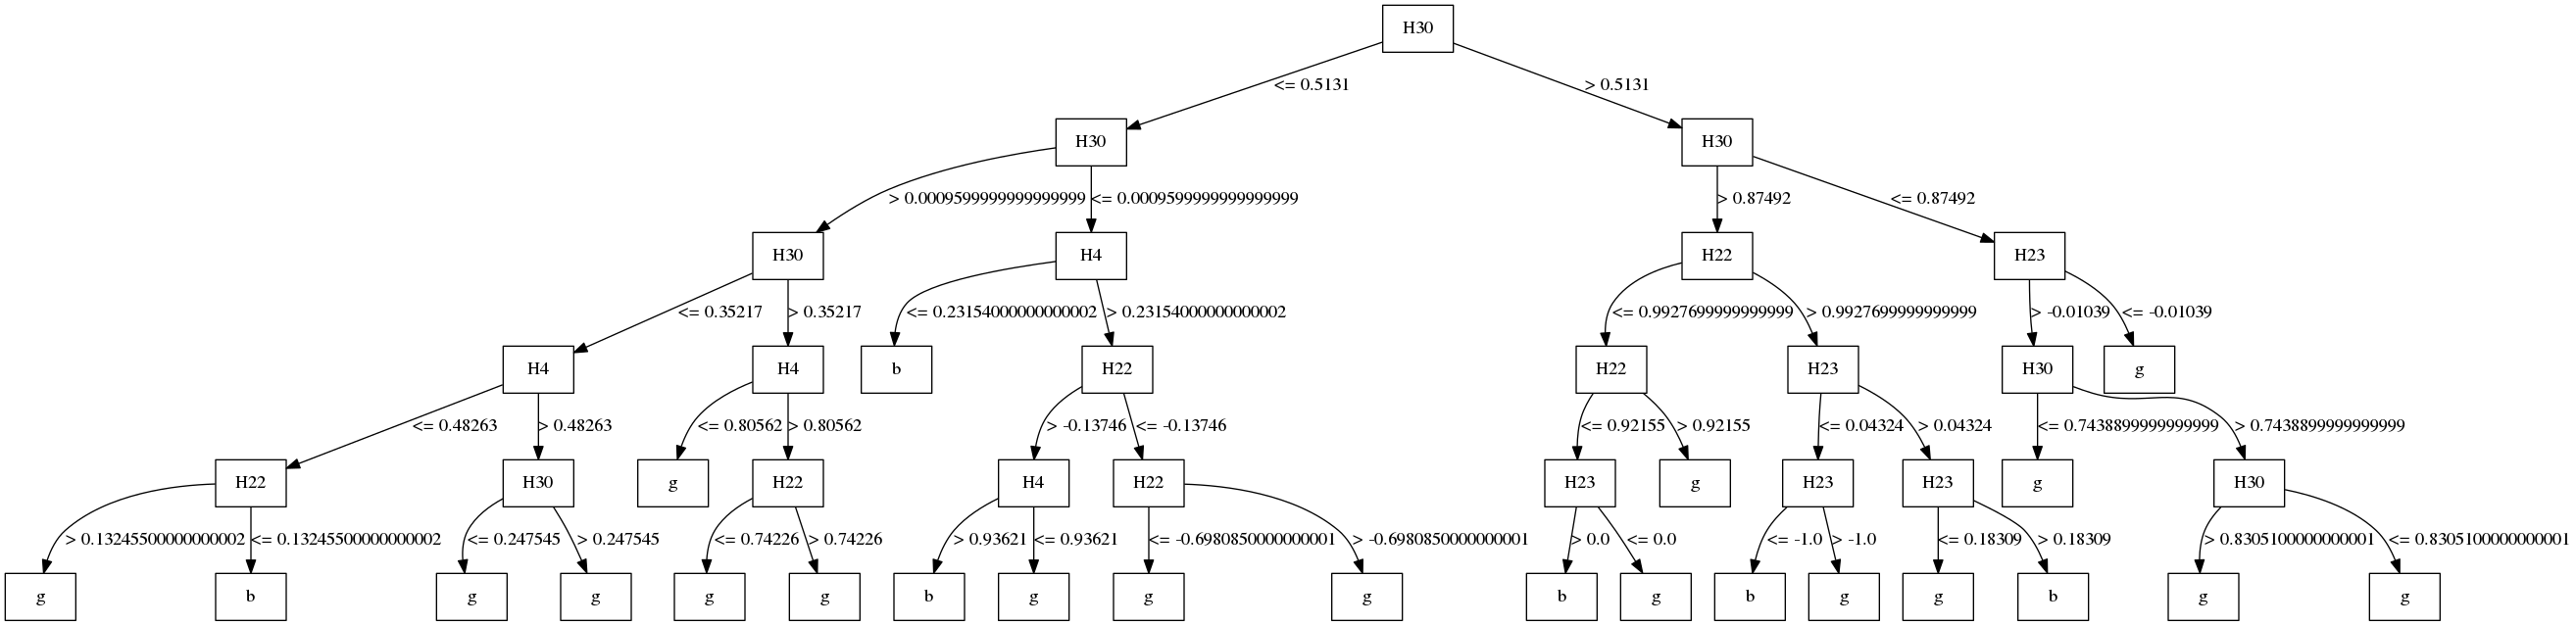 H30
<= 0.5131
> 0.5131
H30
H30
> 0.0009599999999999999
<= 0.0009599999999999999
> 0.87492
<= 0.87492
H30
H4
H22
H23
<= 0.35217
> 0.35217
<= 0.23154000000000002
> 0.23154000000000002
<= 0.9927699999999999
> 0.9927699999999999
> -0.01039
<= -0.01039
H4
H4
b
H22
H22
H23
H30
g
<= 0.48263
> 0.48263
<= 0.80562
> 0.80562
> -0.13746
<= -0.13746
<= 0.92155
> 0.92155
<= 0.04324
> 0.04324
<= 0.7438899999999999
> 0.7438899999999999
H22
H30
g
H22
H4
H22
H23
g
H23
H23
g
H30
> 0.13245500000000002
<= 0.13245500000000002
<= 0.247545
> 0.247545
<= 0.74226
> 0.74226
> 0.93621
<= 0.93621
<= -0.6980850000000001
> -0.6980850000000001
> 0.0
<= 0.0
<= -1.0
> -1.0
<= 0.18309
> 0.18309
> 0.8305100000000001
<= 0.8305100000000001
g
b
g
g
g
g
b
g
g
g
b
g
b
g
g
b
g
g